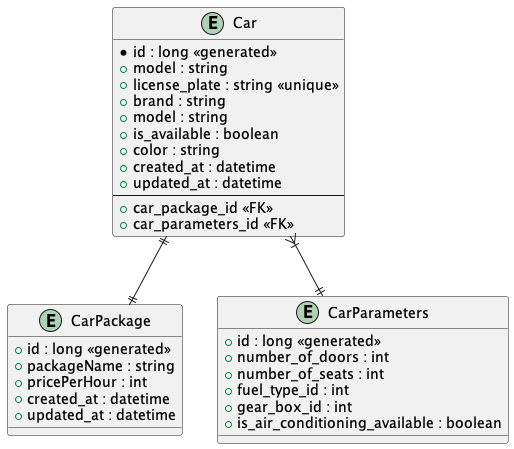 E Car
id : long «generated»
model : string
license_plate : string «unique»
brand : string
model : string
is_available : boolean
color : string
created_at : datetime
updated_at : datetime
car_package_id «FK»
car_parameters_id «FK»
E CarPackage
id : long «generated»
packageName : string
pricePerHour : int
created_at : datetime
updated_at : datetime
E CarParameters
id : long «generated»
number_of_doors : int
number_of_seats : int
fuel_type_id : int
gear_box_id : int
is_air_conditioning_available : boolean